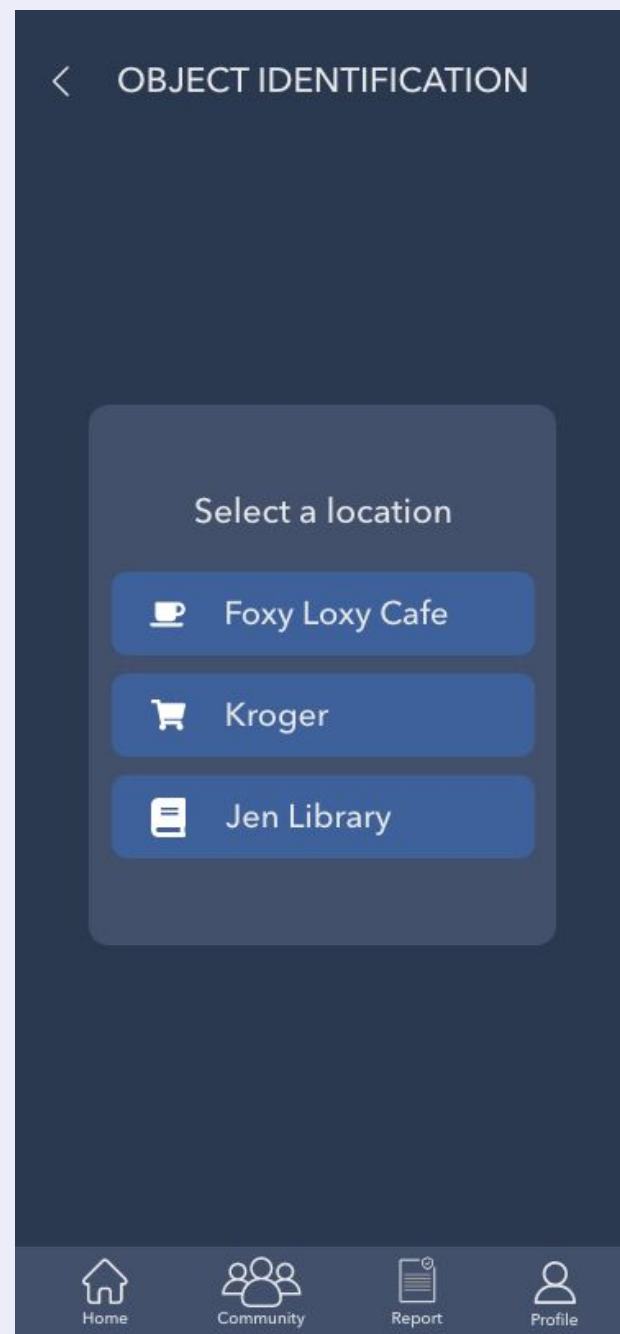 OBJECT IDENTIFICATION
Select a location
Foxy Loxy Cafe
Kroger
Jen Library
Home Community Report Profile